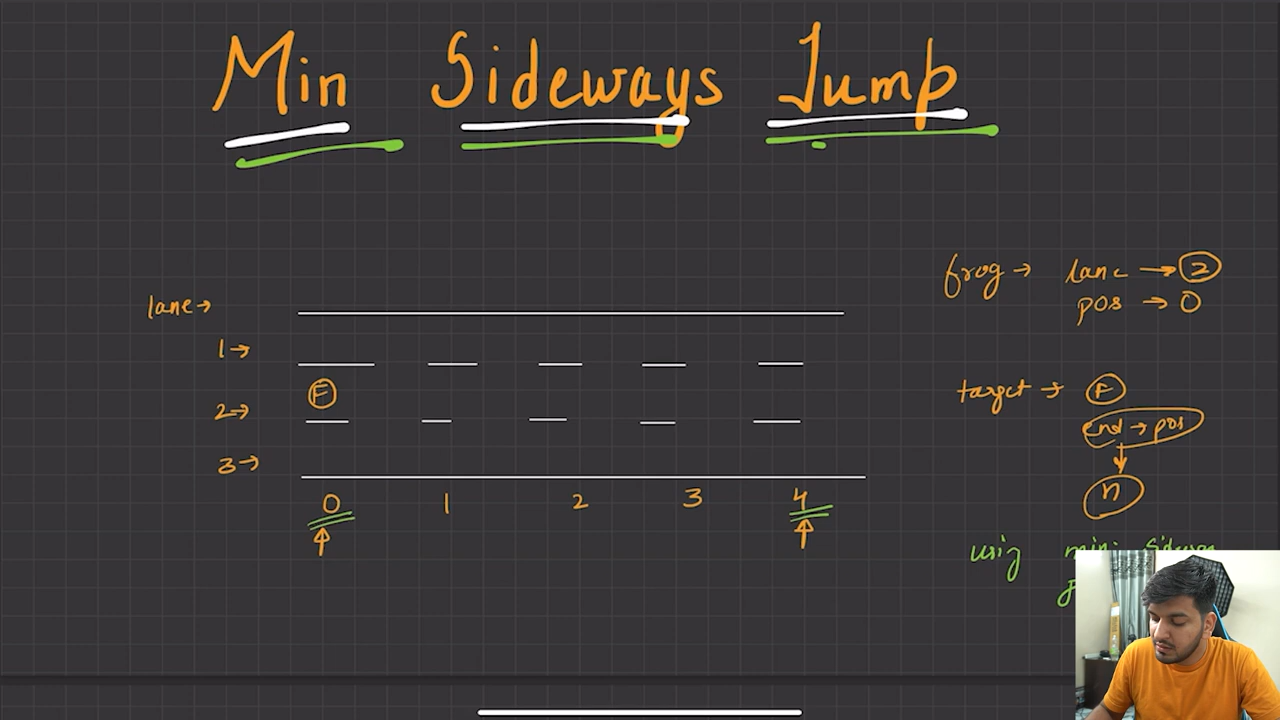 Min Sideways Jump
frog → lane → 2
pos → 0
lane →
1 →
F
2 →
3 →
0 1 2 3 4
target → F
end → pos
n
using min